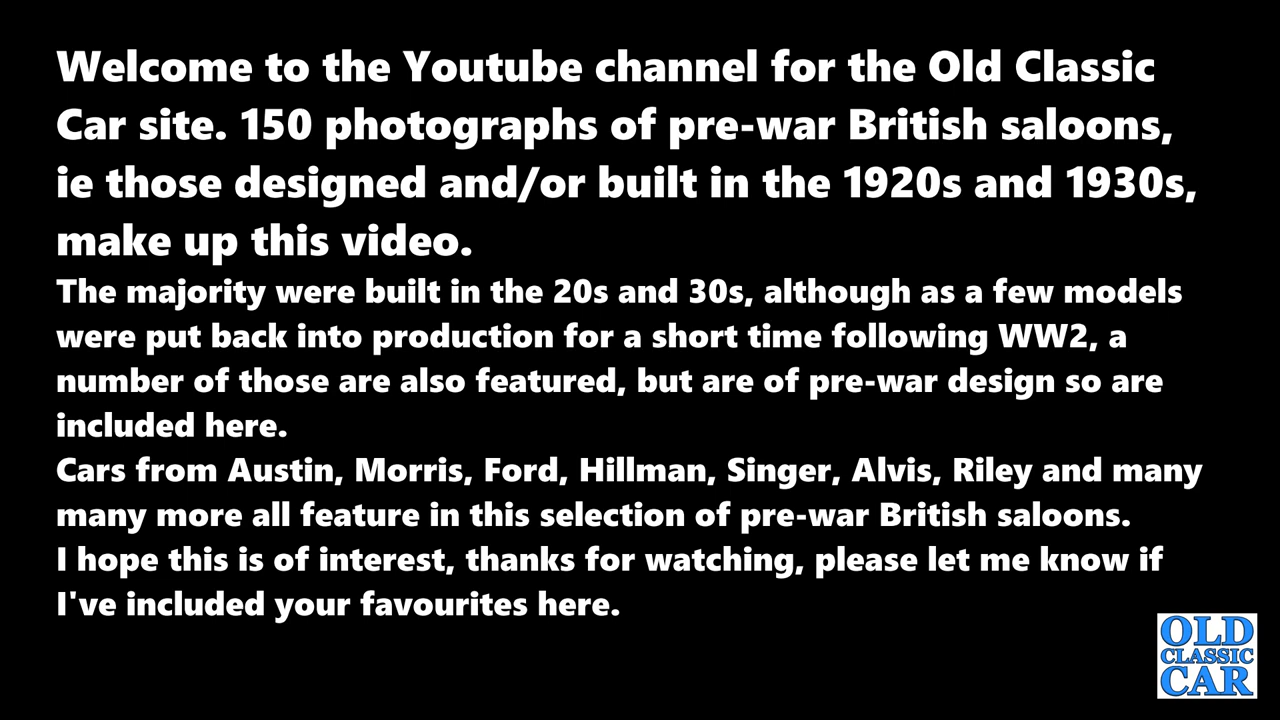 Welcome to the Youtube channel for the Old Classic
Car site. 150 photographs of pre-war British saloons,
ie those designed and/or built in the 1920s and 1930s,
make up this video.
The majority were built in the 20s and 30s, although as a few models
were put back into production for a short time following WW2, a
number of those are also featured, but are of pre-war design so are
included here.
Cars from Austin, Morris, Ford, Hillman, Singer, Alvis, Riley and many
many more all feature in this selection of pre-war British saloons.
I hope this is of interest, thanks for watching, please let me know if
I've included your favourites here.
OLD
CLASSIC
CAR